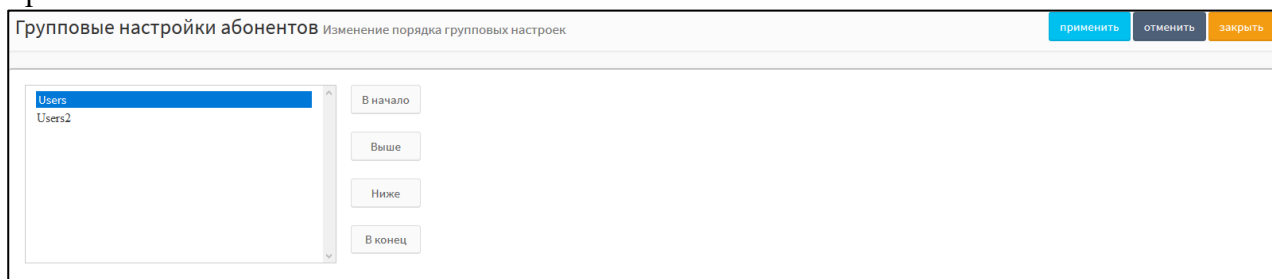 Групповые настройки абонентов Изменение порядка групповых настроек
применить отменить закрыть
Users
Users2
В начало
Выше
Ниже
В конец